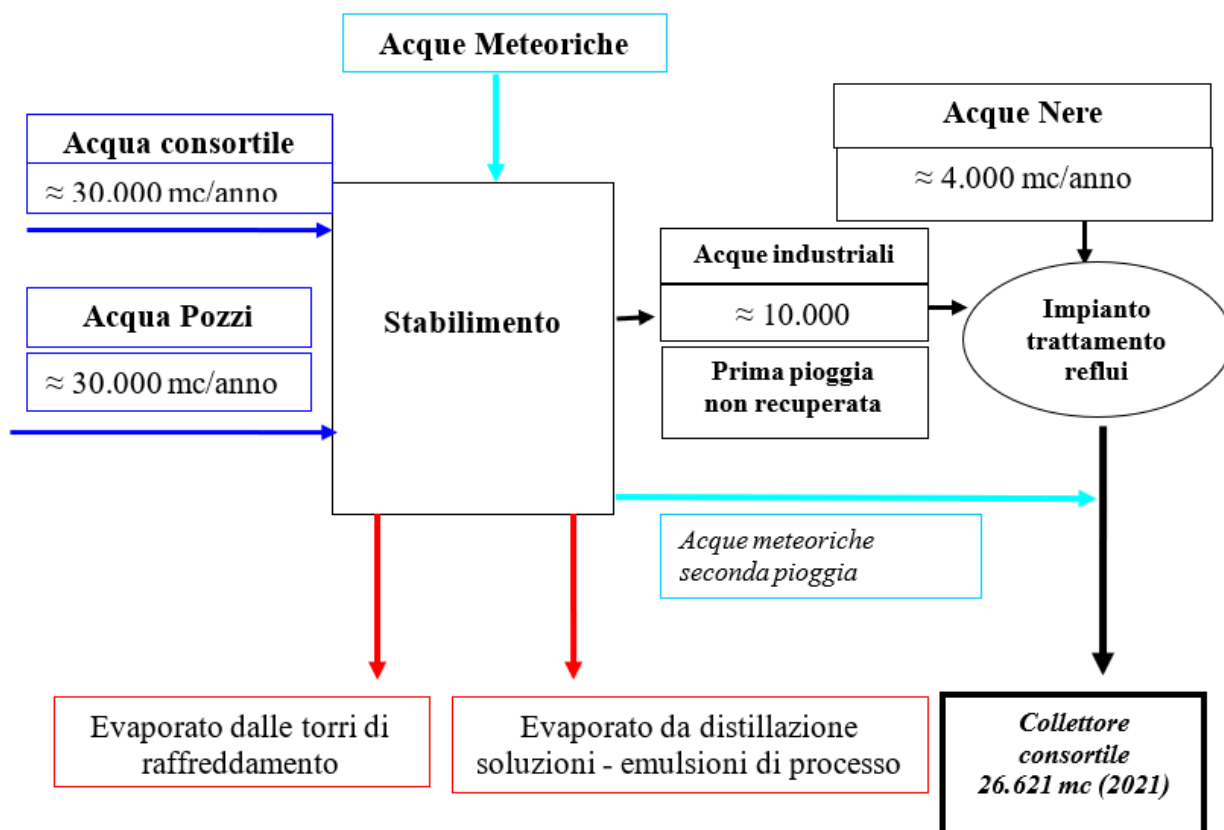 Acque Meteoriche
Acqua consortile
≈ 30.000 mc/anno
Acque Nere
≈ 4.000 mc/anno
Acqua Pozzi
≈ 30.000 mc/anno
Stabilimento
Acque industriali
≈ 10.000
Prima pioggia
non recuperata
Impianto
trattamento
reflui
Acque meteoriche
seconda pioggia
Evaporato dalle torri di
raffreddamento
Evaporato da distillazione
soluzioni - emulsioni di processo
Collettore
consortile
26.621 mc (2021)